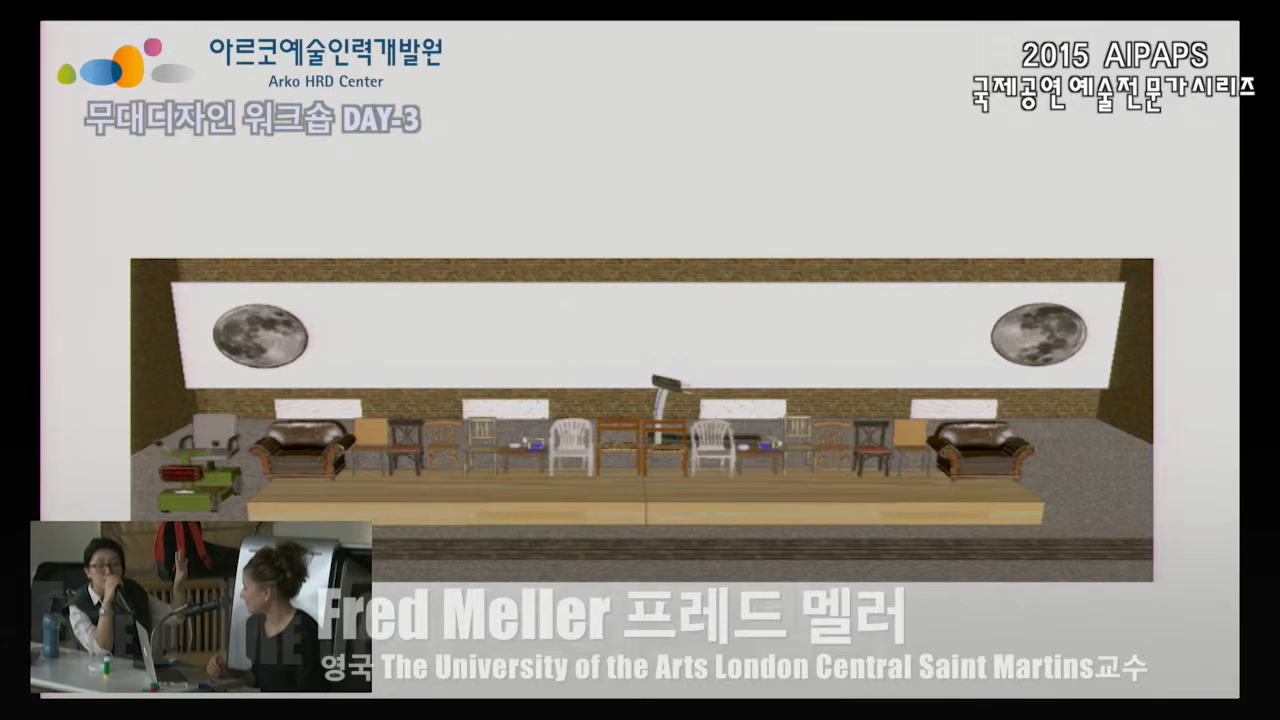 아르코예술인력개발원
Arko HRD Center
무대디자인 워크숍 DAY-3
2015 AIPAPS
국제공연예술전문가시리즈
Fred Meller 프레드 멜러
영국 The University of the Arts London Central Saint Martins교수